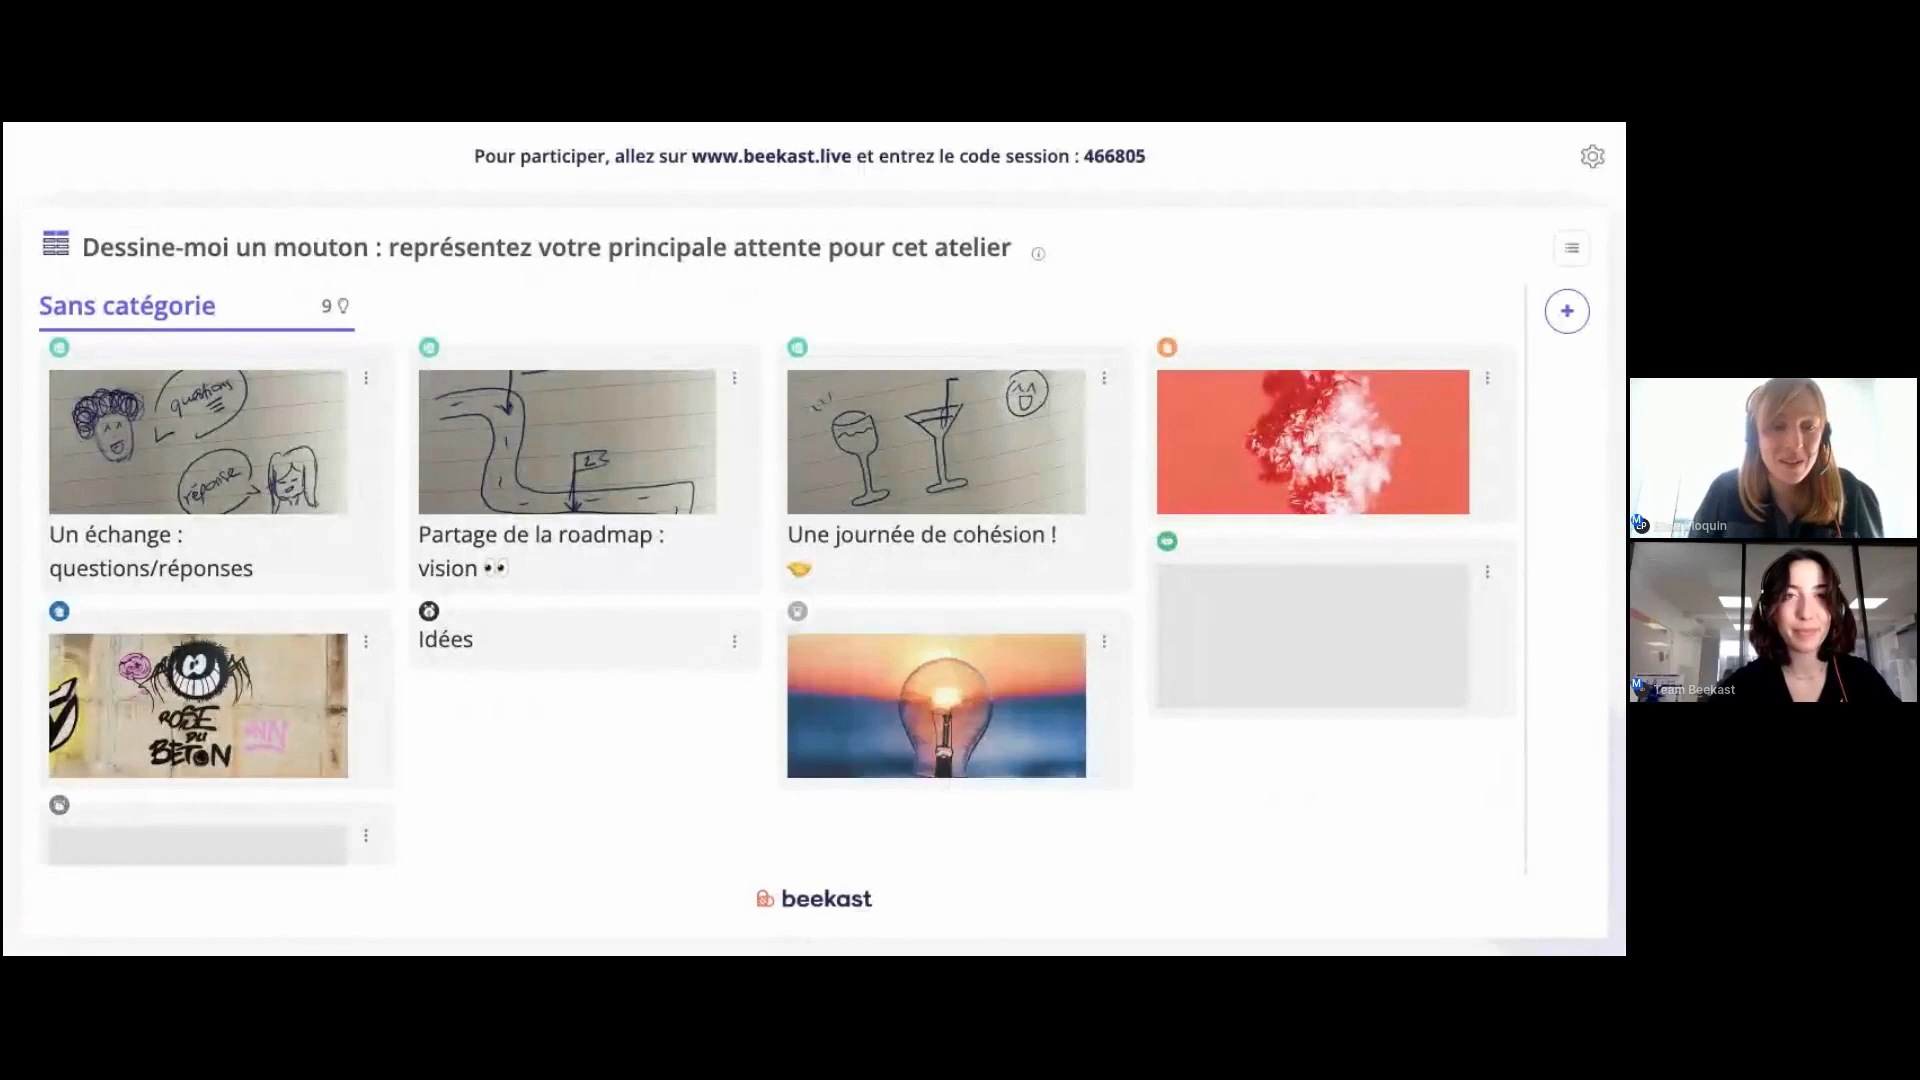 Pour participer, allez sur www.beekast.live et entrez le code session : 466805
Dessine-moi un mouton : représentez votre principale attente pour cet atelier
Sans catégorie
9
questions
réponse
Un échange :
questions/réponses
23
Partage de la roadmap :
vision 👀
Une journée de cohésion !
ROSE
DU
BETON
Idées
beekast
loquin
Team Beekast